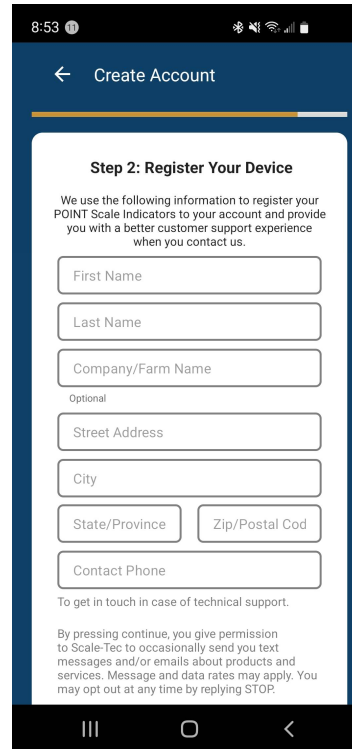 8:53 11
Create Account
Step 2: Register Your Device
We use the following information to register your
POINT Scale Indicators to your account and provide
you with a better customer support experience
when you contact us.
First Name
Last Name
Company/Farm Name
Optional
Street Address
City
State/Province Zip/Postal Cod
Contact Phone
To get in touch in case of technical support.
By pressing continue, you give permission
to Scale-Tec to occasionally send you text
messages and/or emails about products and
services. Message and data rates may apply. You
may opt out at any time by replying STOP.